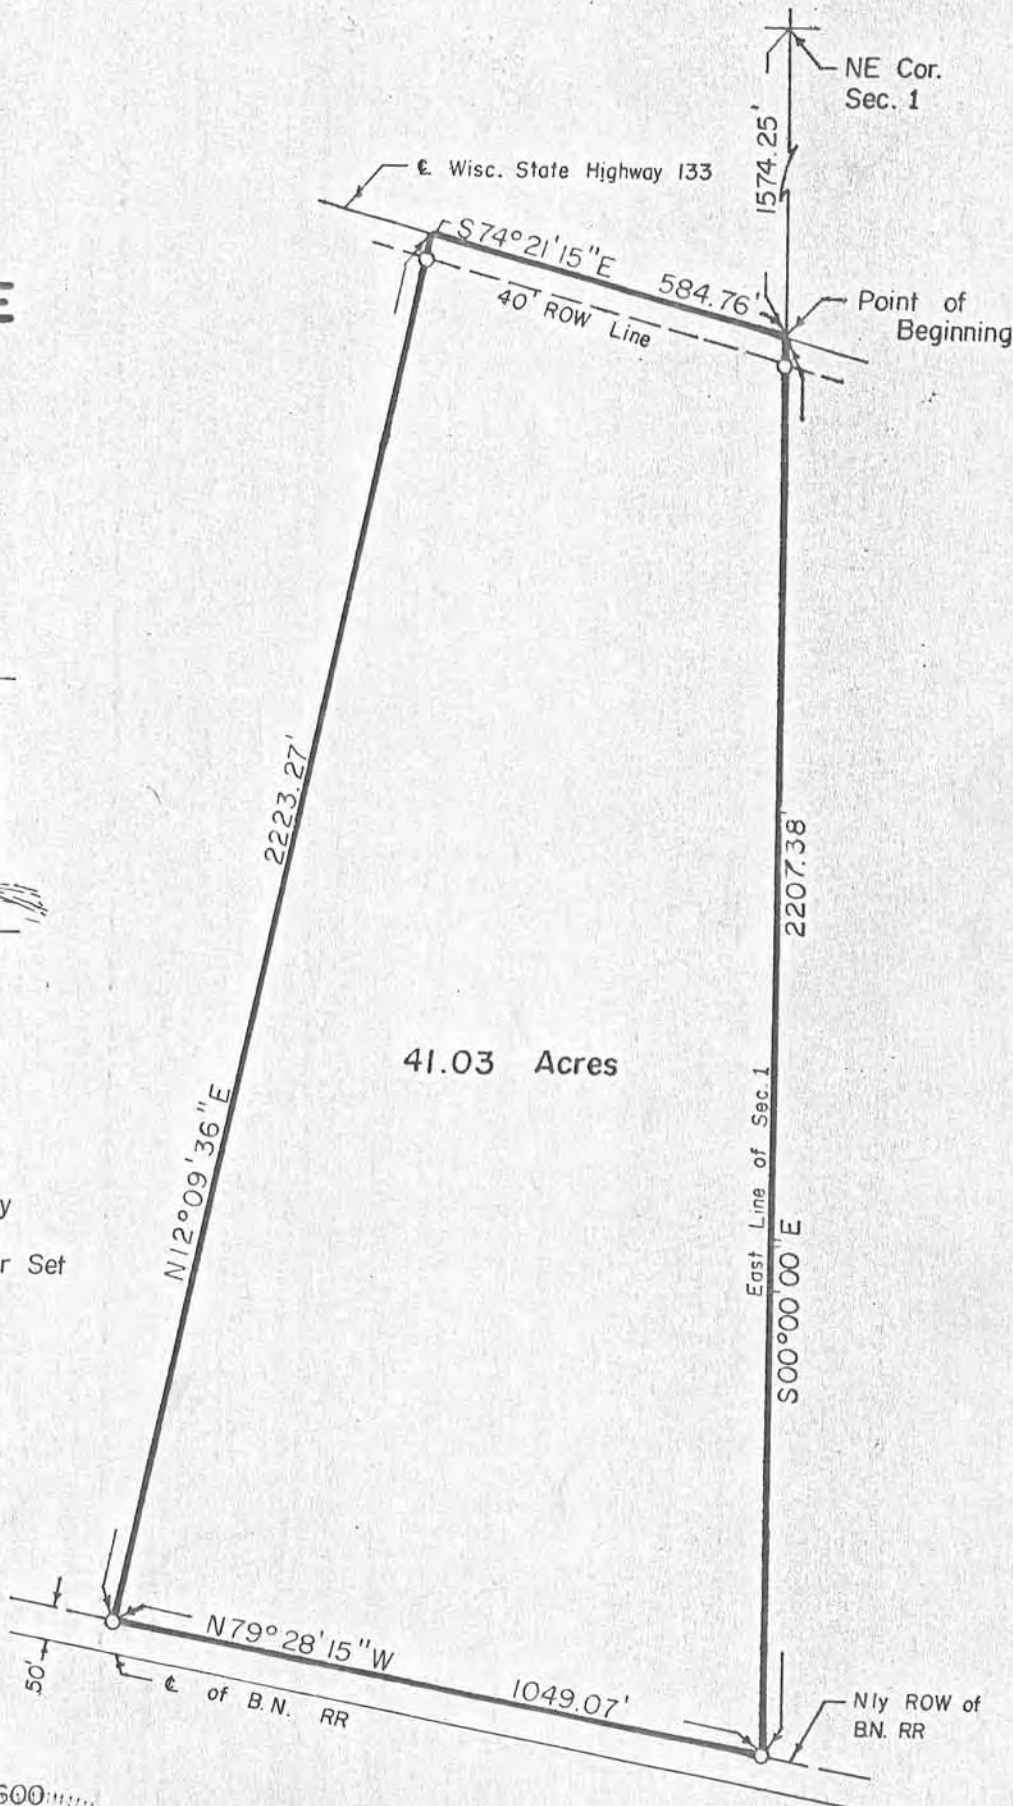 NE Cor.
Sec. 1
1574.25'
℄ Wisc. State Highway 133
S74°21'15"E 584.76'
40' ROW Line
Point of
Beginning
E
2223.27'
2207.38'
41.03 Acres
East Line of Sec. 1
N12°09'36"E
S00°00'00"E
y
r Set
N79°28'15"W 1049.07'
50'
℄ of B.N. RR
Nly ROW of
B.N. RR
600